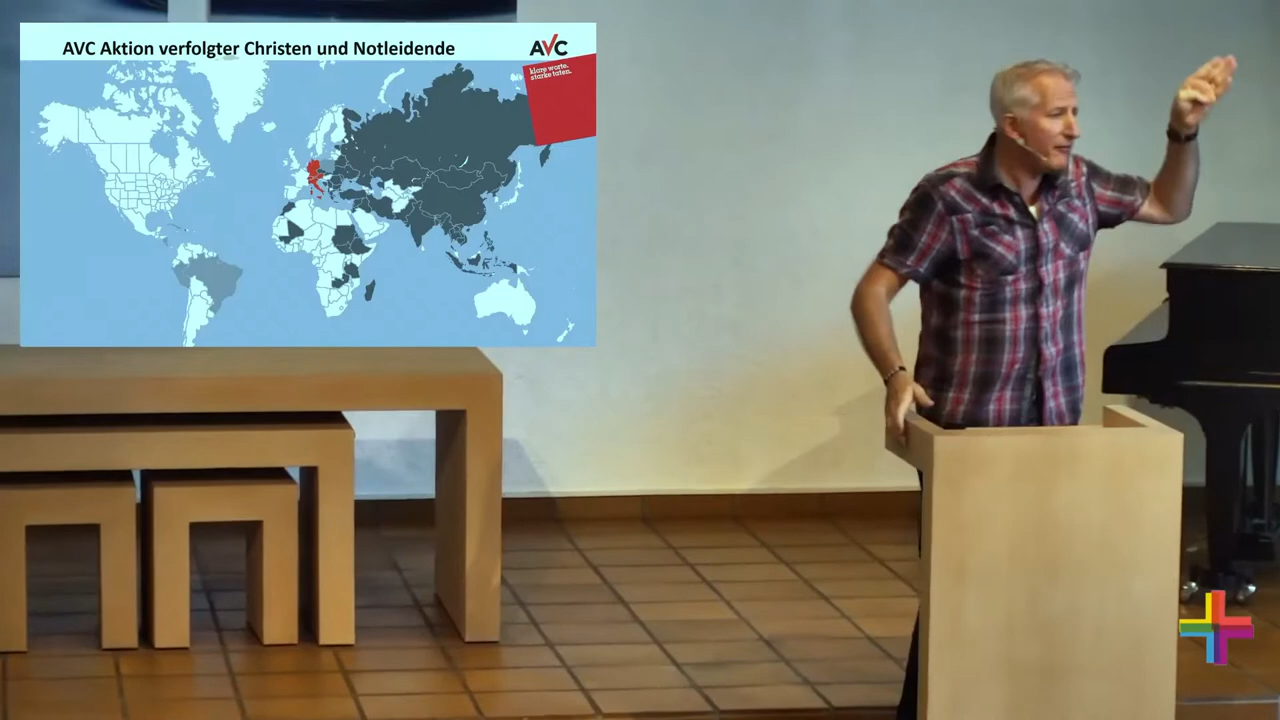 AVC Aktion verfolgter Christen und Notleidende
AVC
klare worte.
starke taten.